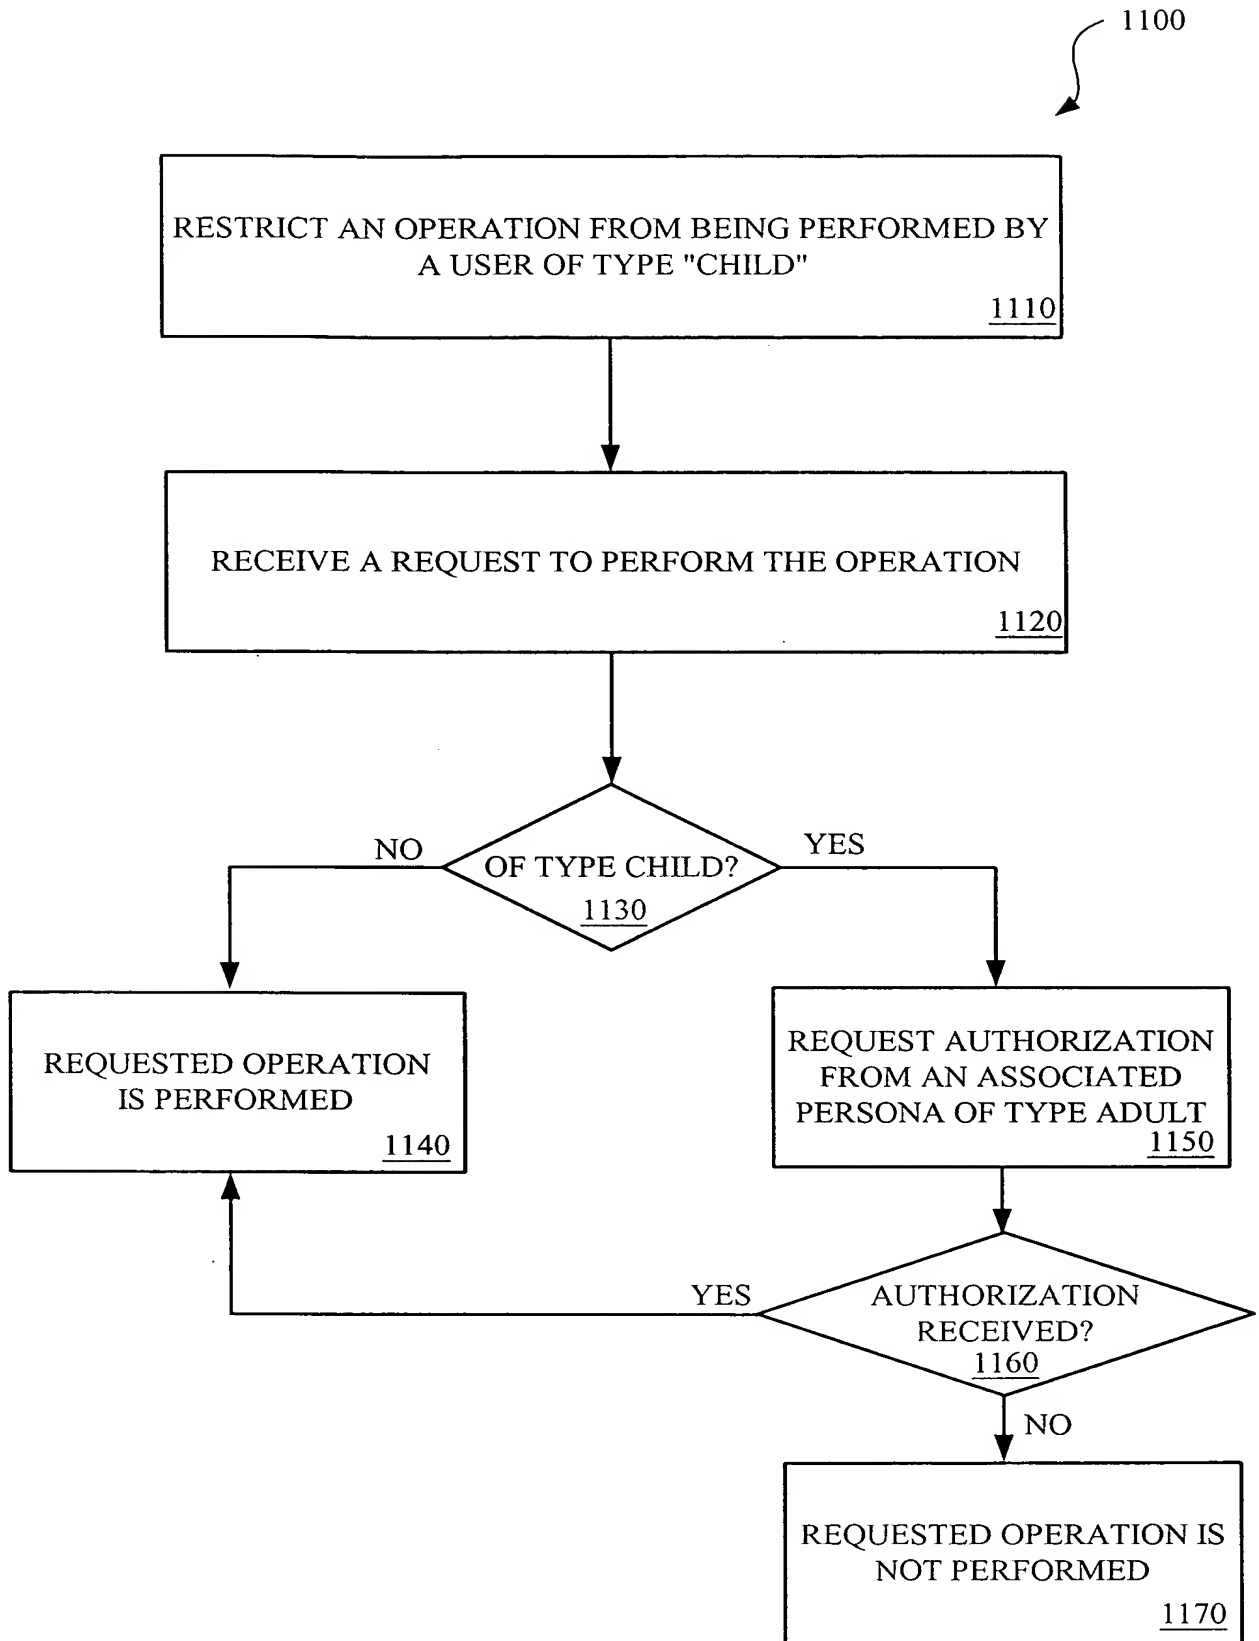 1100
RESTRICT AN OPERATION FROM BEING PERFORMED BY
A USER OF TYPE "CHILD"
1110
RECEIVE A REQUEST TO PERFORM THE OPERATION
1120
NO
YES
OF TYPE CHILD?
1130
REQUESTED OPERATION
IS PERFORMED
1140
REQUEST AUTHORIZATION
FROM AN ASSOCIATED
PERSONA OF TYPE ADULT
1150
YES
AUTHORIZATION
RECEIVED?
1160
NO
REQUESTED OPERATION IS
NOT PERFORMED
1170